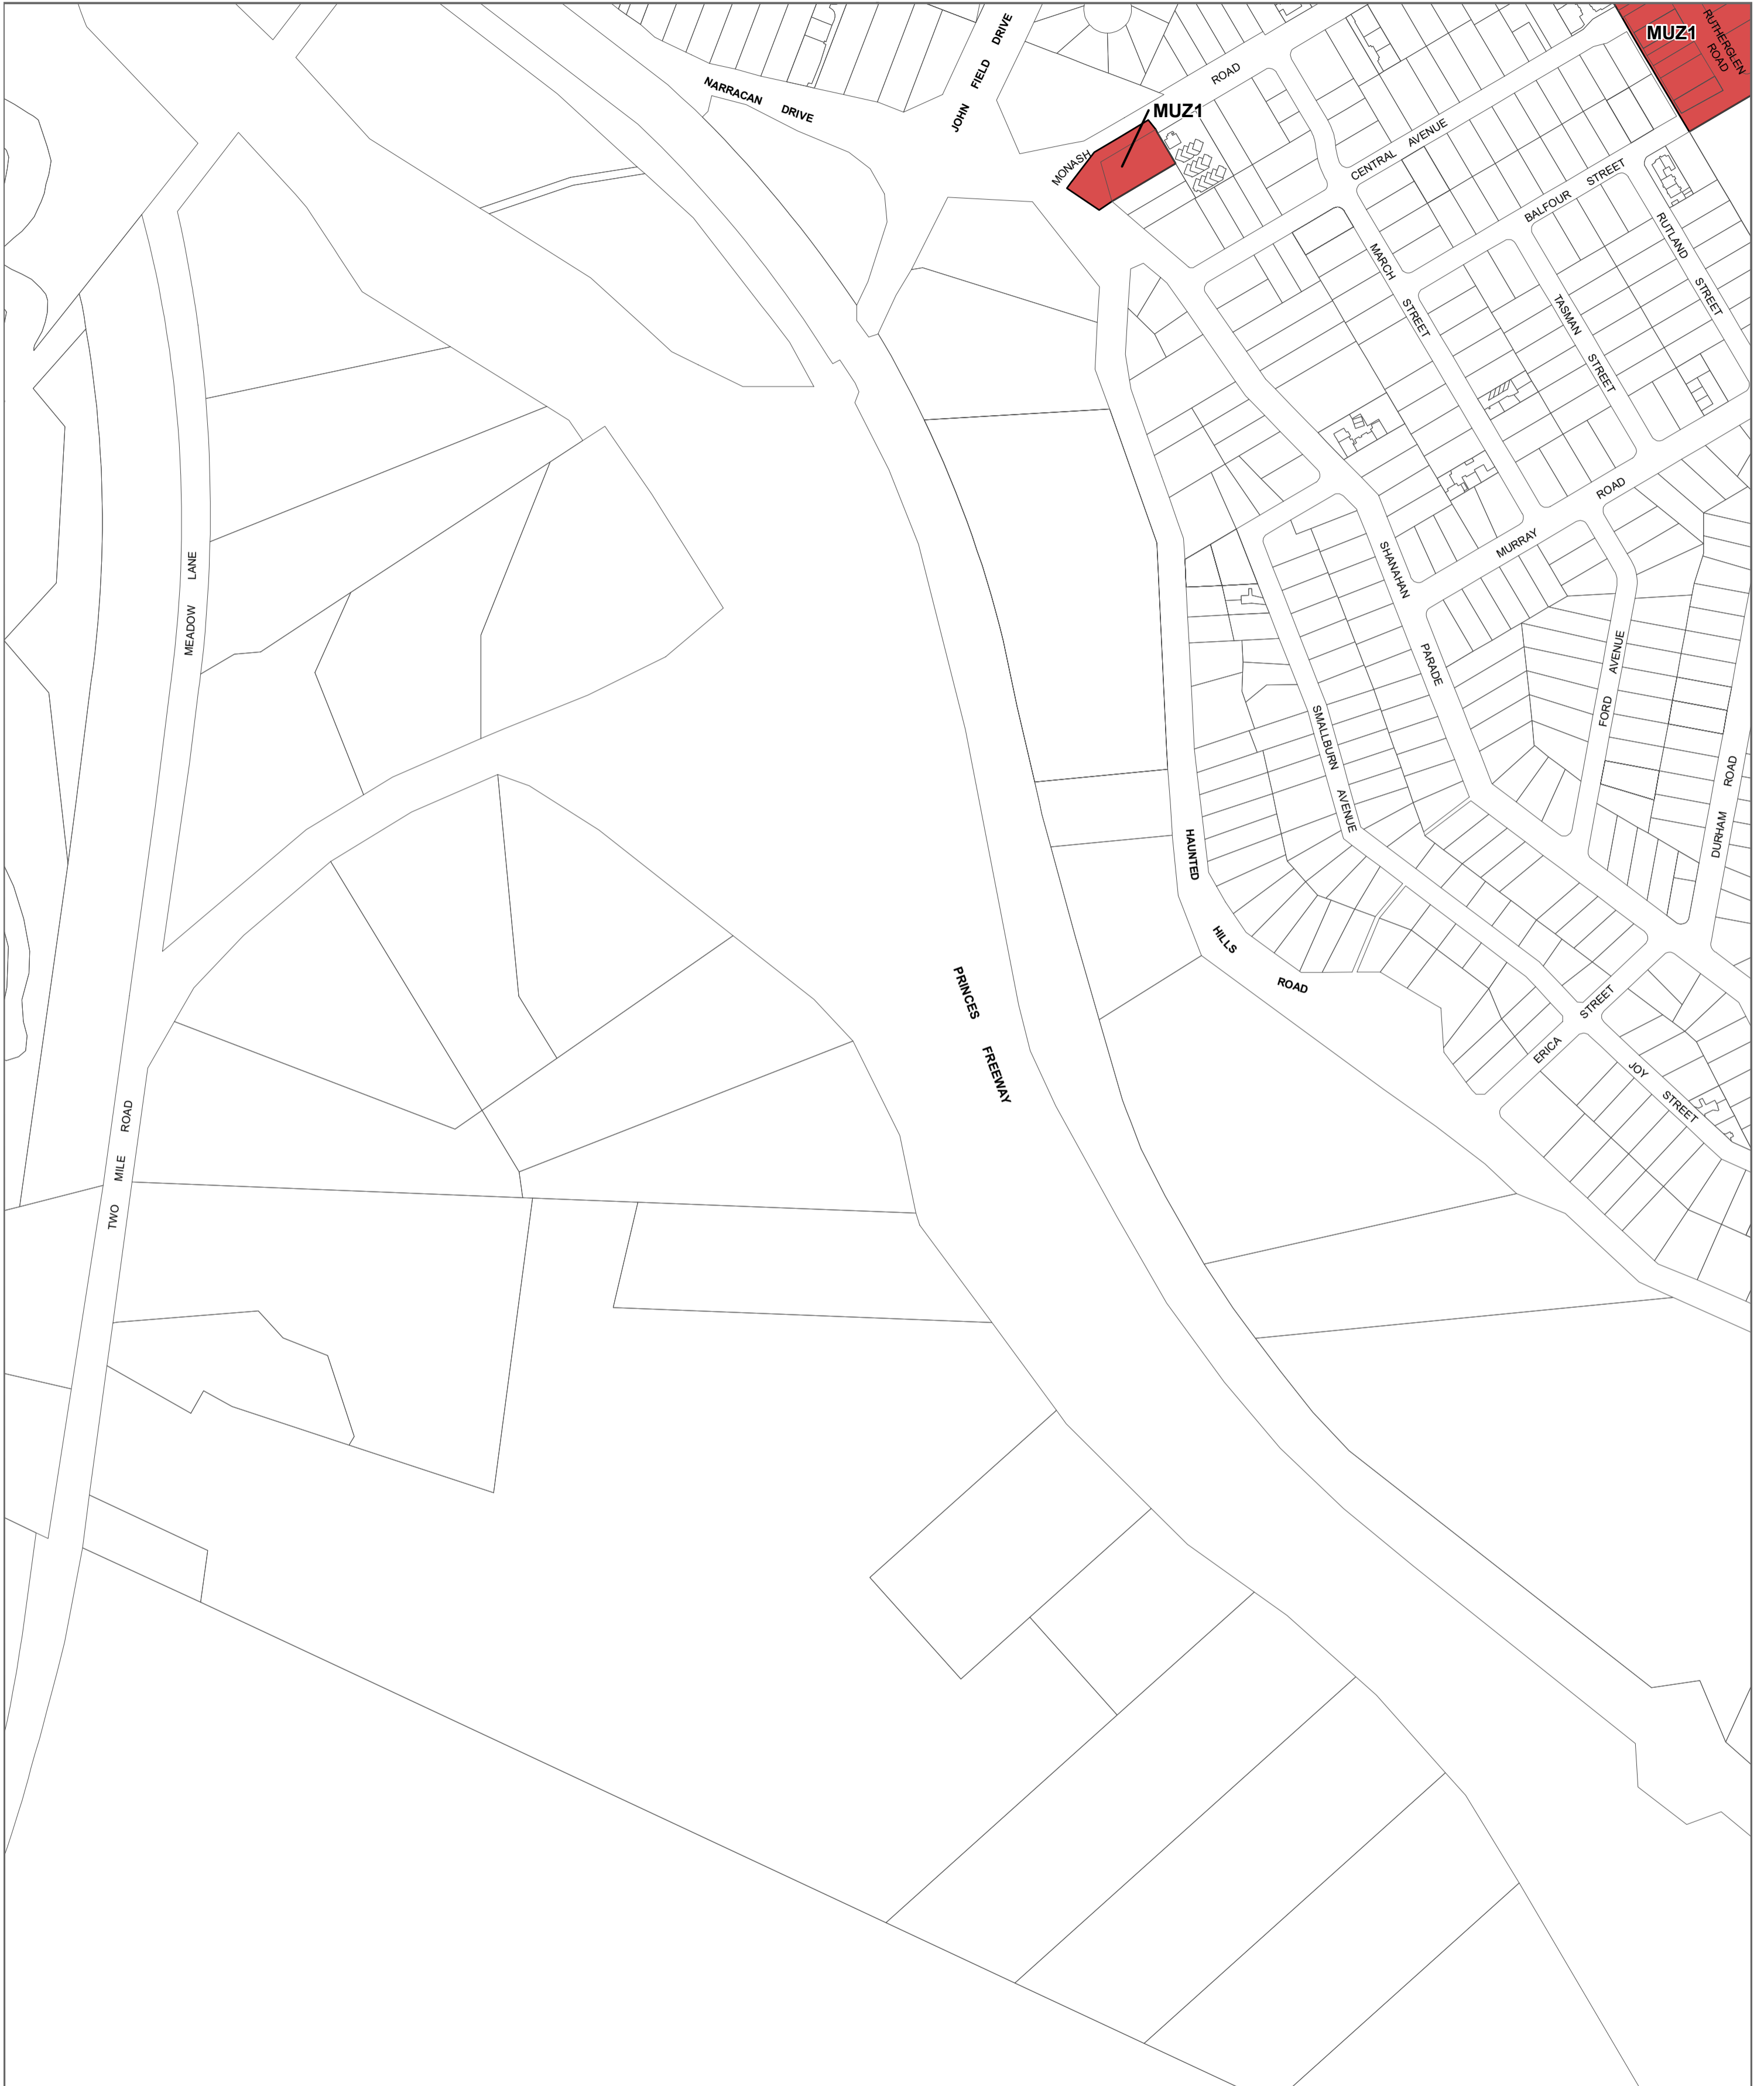 MUZ1
RUTHERGLEN
ROAD
NARRACAN DRIVE
JOHN FIELD DRIVE
MONASH ROAD
MUZ1
CENTRAL AVENUE
BALFOUR STREET
RUTLAND STREET
MARCH STREET
TASMAN STREET
MURRAY ROAD
MEADOW LANE
SHANAHAN PARADE
FORD AVENUE
SMALLBURN AVENUE
DURHAM ROAD
HAUNTED HILLS ROAD
PRINCES FREEWAY
ERICA STREET
JOY STREET
TWO MILE ROAD